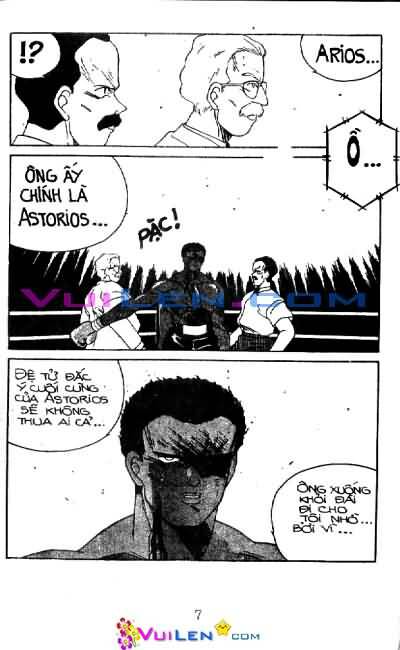 !?
ARIOS...
Ồ...
ÔNG ẤY
CHÍNH LÀ
ASTORIOS...
PẶC!
VUILEN.COM
ĐỆ TỬ ĐẮC
Ý CUỐI CÙNG
CỦA ASTORIOS
SẼ KHÔNG
THUA AI CẢ...
ÔNG XUỐNG
KHỎI ĐÀI
ĐI CHO
TÔI NHỜ...
BỞI VÌ...
7
VUILEN.COM